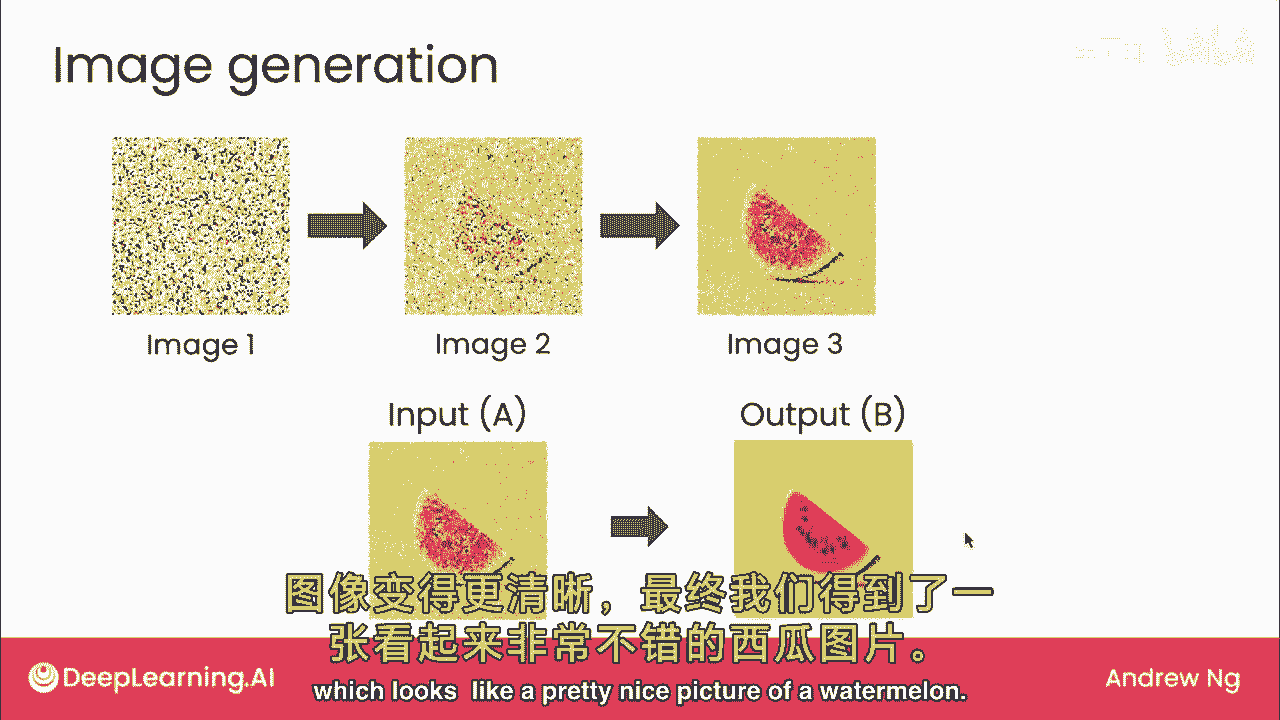 Image generation
Image 1
Image 2
Image 3
Input (A)
Output (B)
图像变得更清晰，最终我们得到了一
张看起来非常不错的西瓜图片。
which looks like a pretty nice picture of a watermelon.
DeepLearning.AI
Andrew Ng